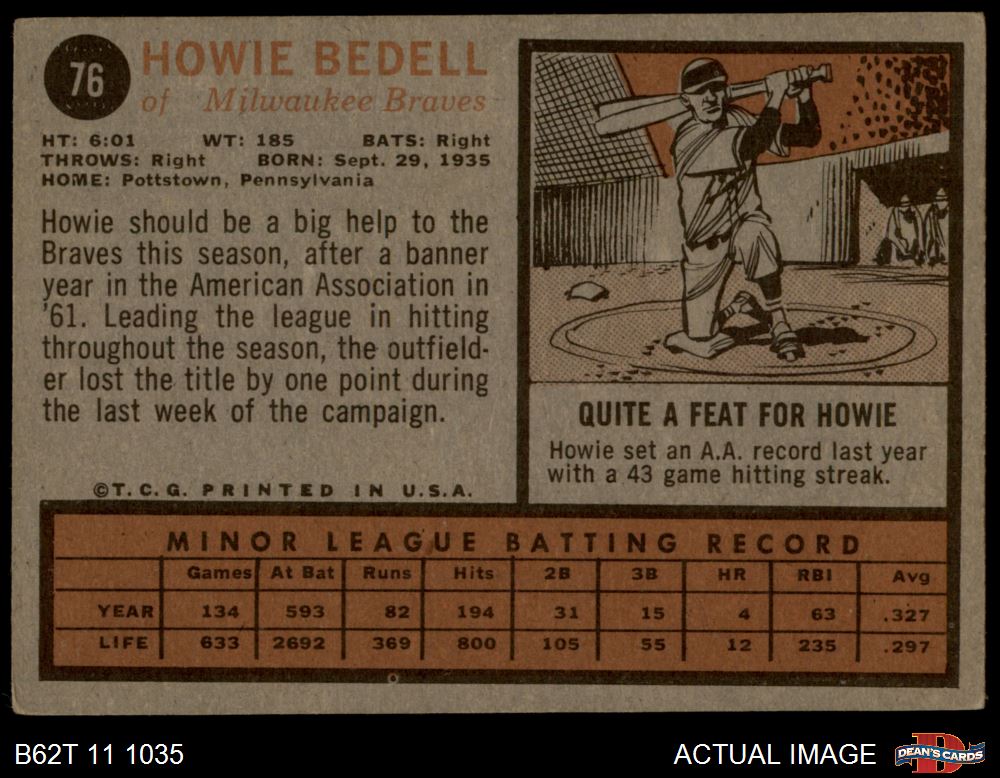 76
HOWIE BEDELL
of Milwaukee Braves
HT: 6:01 WT: 185 BATS: Right
THROWS: Right BORN: Sept. 29, 1935
HOME: Pottstown, Pennsylvania
Howie should be a big help to the
Braves this season, after a banner
year in the American Association in
'61. Leading the league in hitting
throughout the season, the outfield-
er lost the title by one point during
the last week of the campaign.
©T. C. G. PRINTED IN U.S.A.
QUITE A FEAT FOR HOWIE
Howie set an A.A. record last year
with a 43 game hitting streak.
MINOR LEAGUE BATTING RECORD
Games At Bat Runs Hits 2B 3B HR RBI Avg
YEAR 134 593 82 194 31 15 4 63 .327
LIFE 633 2692 369 800 105 55 12 235 .297
B62T 11 1035
ACTUAL IMAGE
DEAN'S CARDS